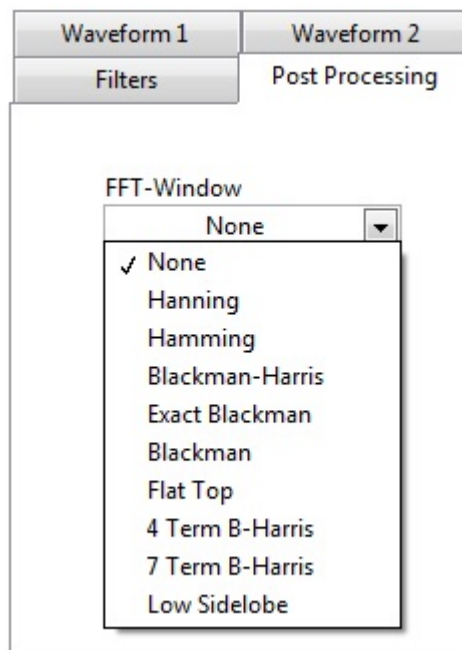 Waveform 1 Waveform 2
Filters Post Processing
FFT-Window
None
✓ None
Hanning
Hamming
Blackman-Harris
Exact Blackman
Blackman
Flat Top
4 Term B-Harris
7 Term B-Harris
Low Sidelobe